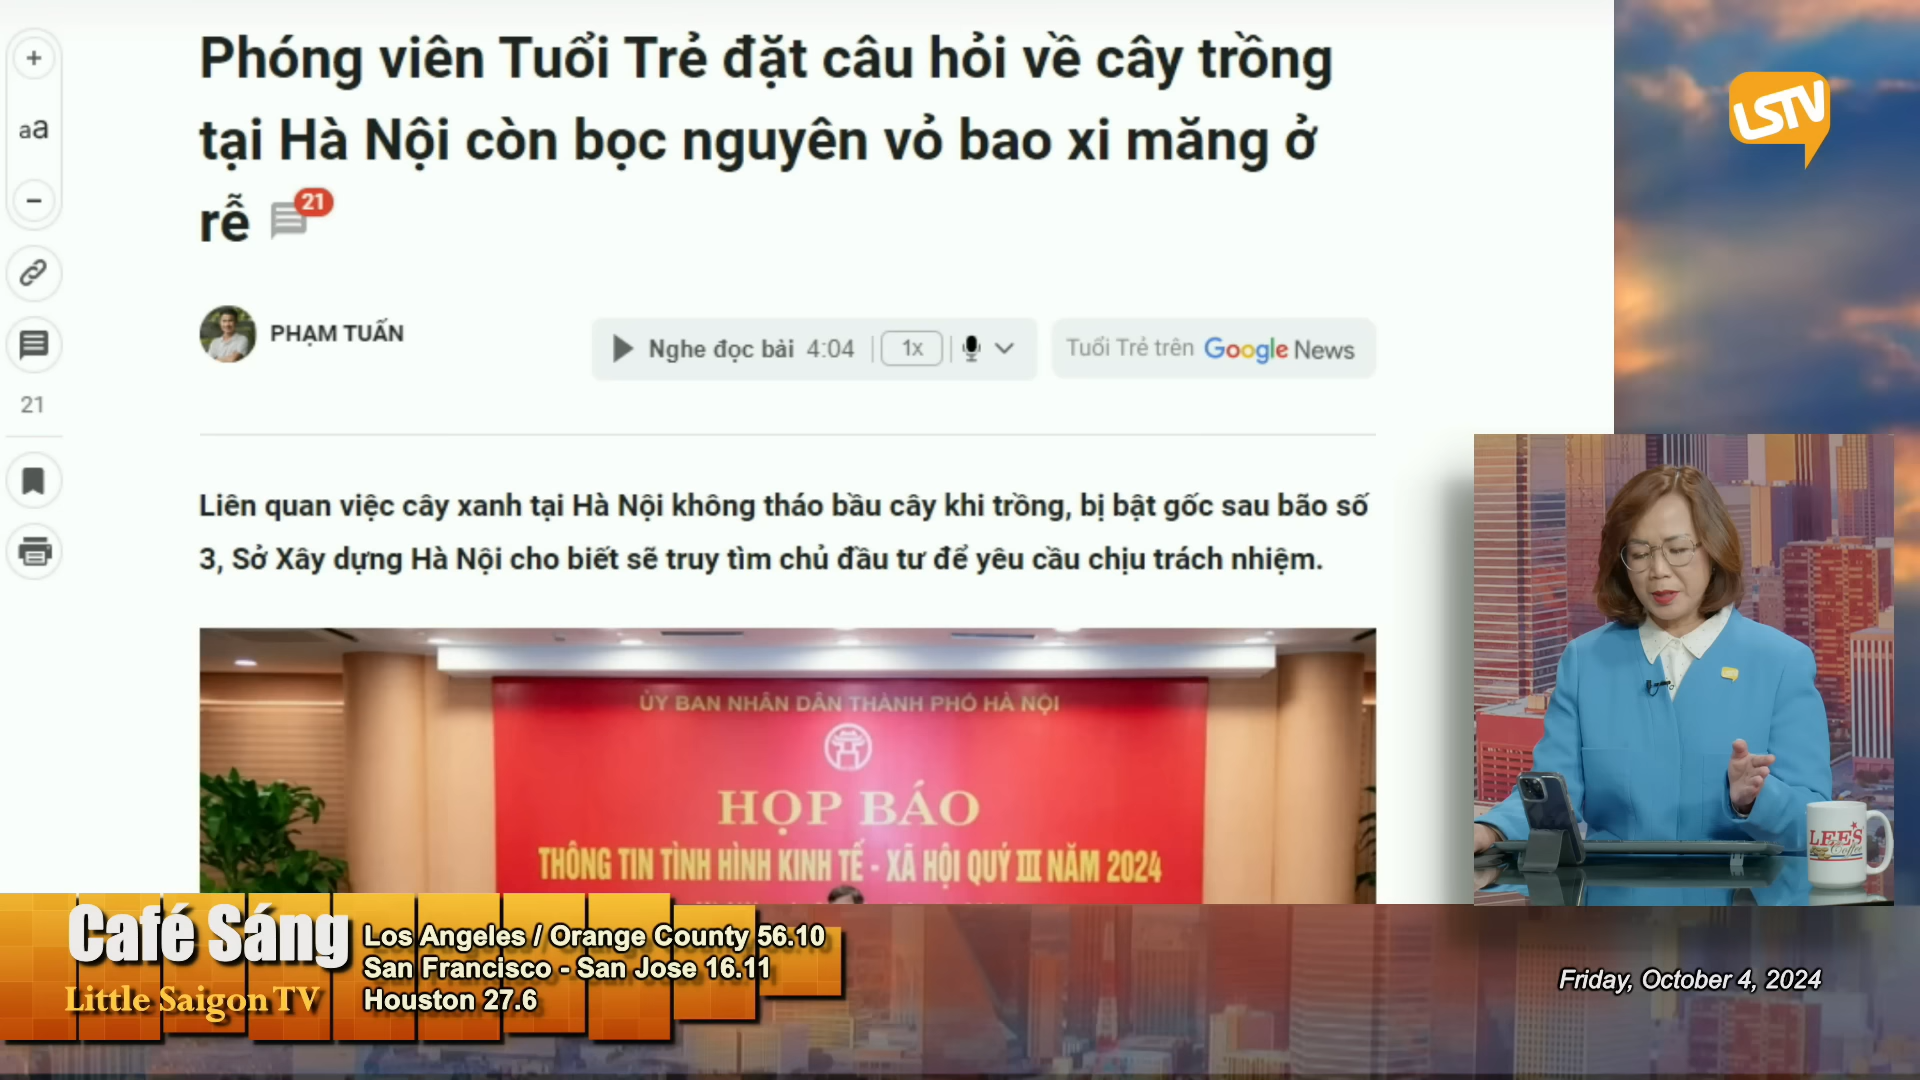 Phóng viên Tuổi Trẻ đặt câu hỏi về cây trồng
tại Hà Nội còn bọc nguyên vỏ bao xi măng ở
rễ 21
+
aa
−
21
PHẠM TUẤN
Nghe đọc bài 4:04 1x
Tuổi Trẻ trên Google News
Liên quan việc cây xanh tại Hà Nội không tháo bầu cây khi trồng, bị bật gốc sau bão số
3, Sở Xây dựng Hà Nội cho biết sẽ truy tìm chủ đầu tư để yêu cầu chịu trách nhiệm.
ỦY BAN NHÂN DÂN THÀNH PHỐ HÀ NỘI
HỌP BÁO
THÔNG TIN TÌNH HÌNH KINH TẾ - XÃ HỘI QUÝ III NĂM 2024
LSTV
LEE'S
Coffee
Café Sáng
Little Saigon TV
Los Angeles / Orange County 56.10
San Francisco - San Jose 16.11
Houston 27.6
Friday, October 4, 2024